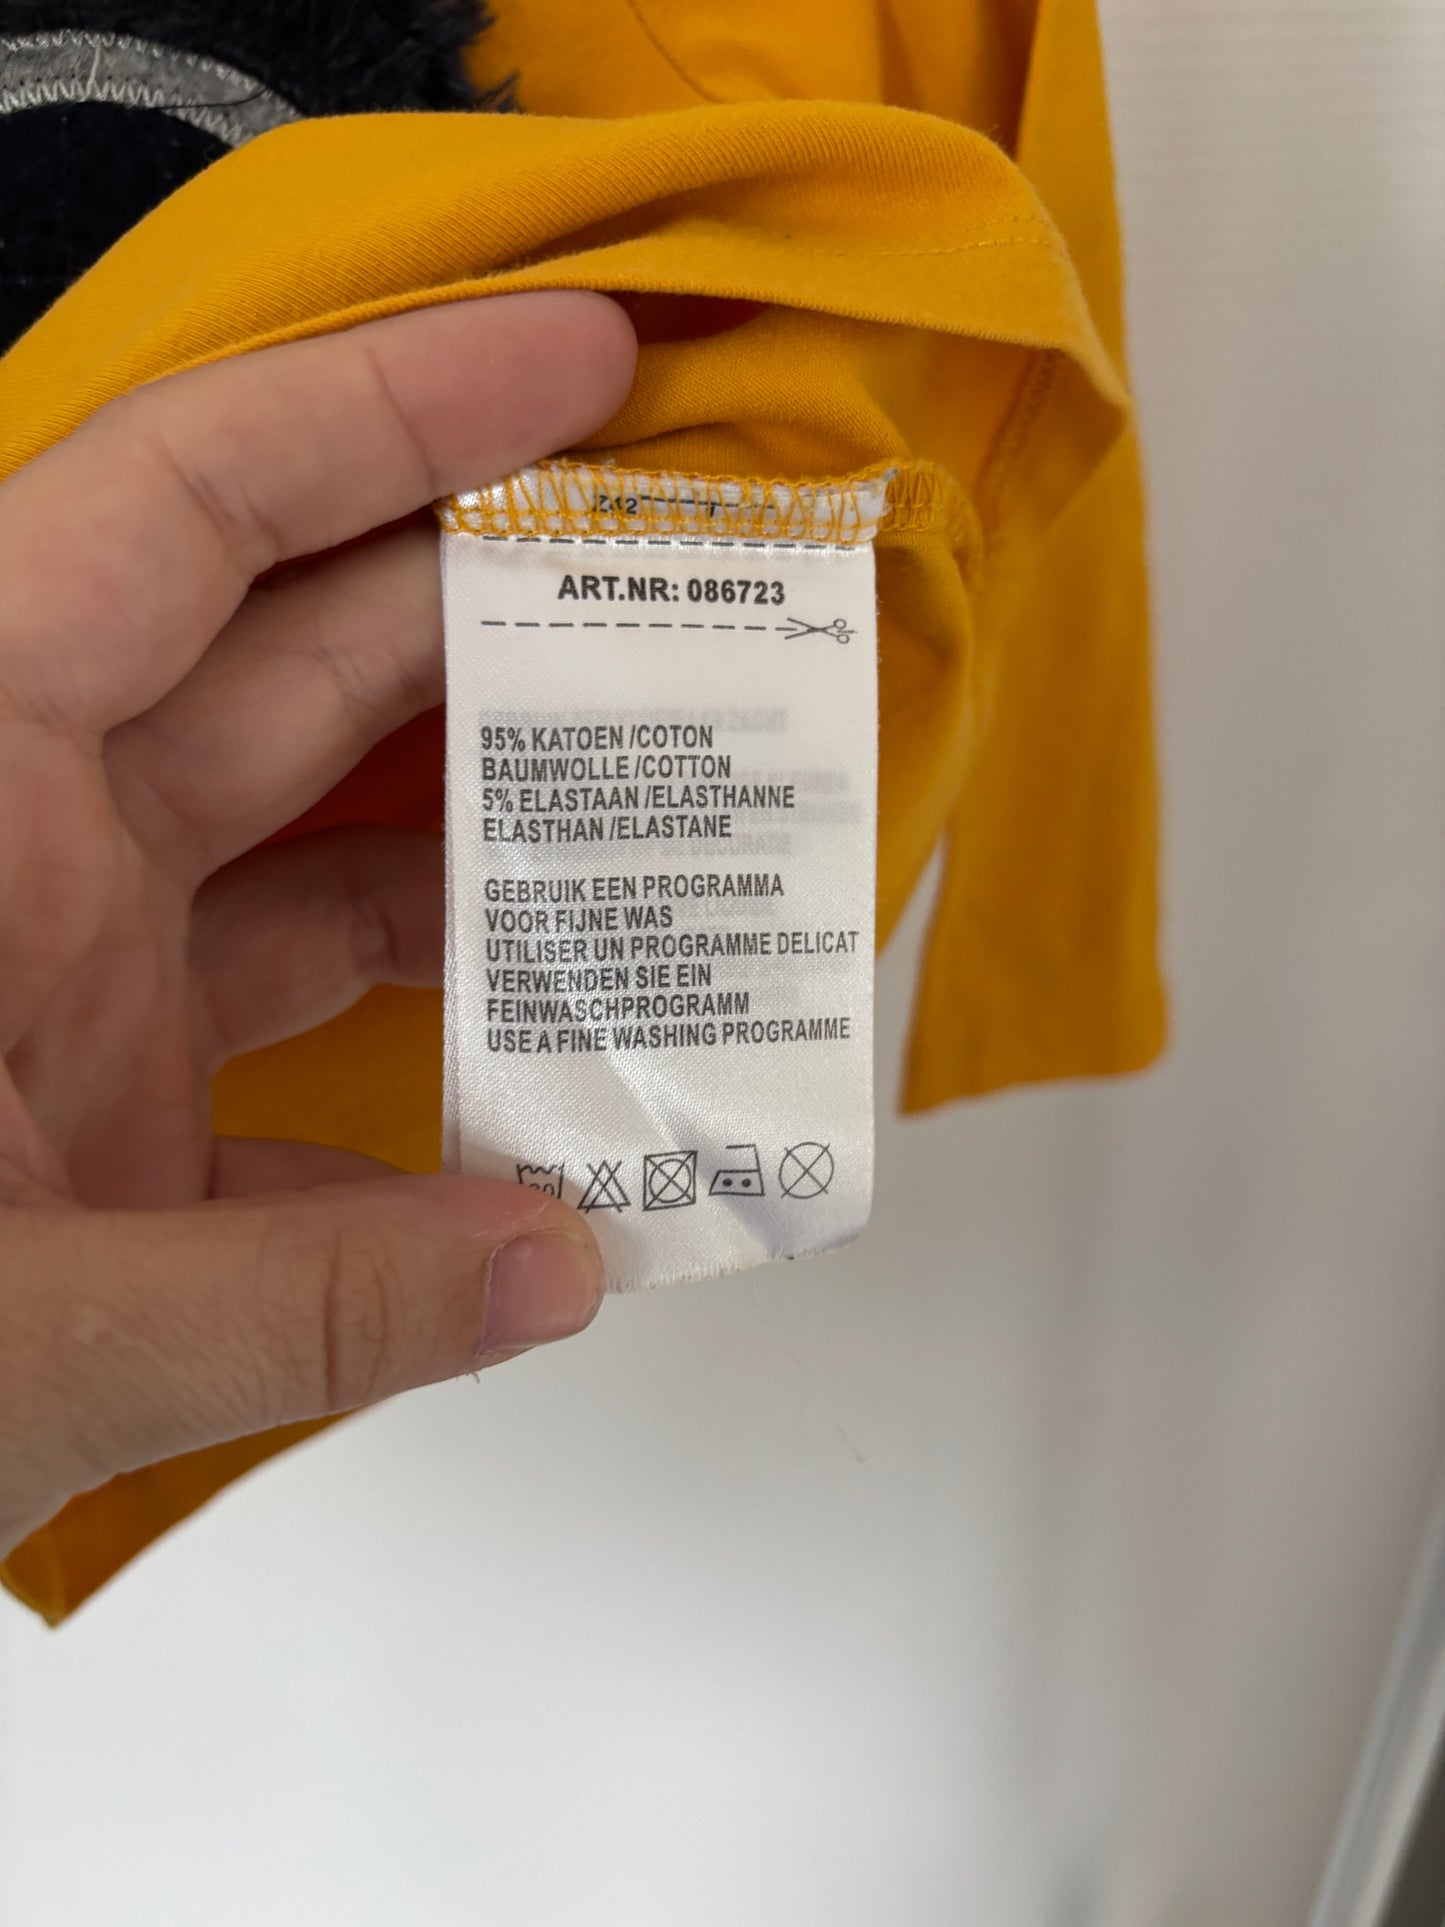 ART.NR: 086723
95% KATOEN /COTON
BAUMWOLLE /COTTON
5% ELASTAAN /ELASTHANNE
ELASTHAN /ELASTANE
GEBRUIK EEN PROGRAMMA
VOOR FIJNE WAS
UTILISER UN PROGRAMME DELICAT
VERWENDEN SIE EIN
FEINWASCHPROGRAMM
USE A FINE WASHING PROGRAMME